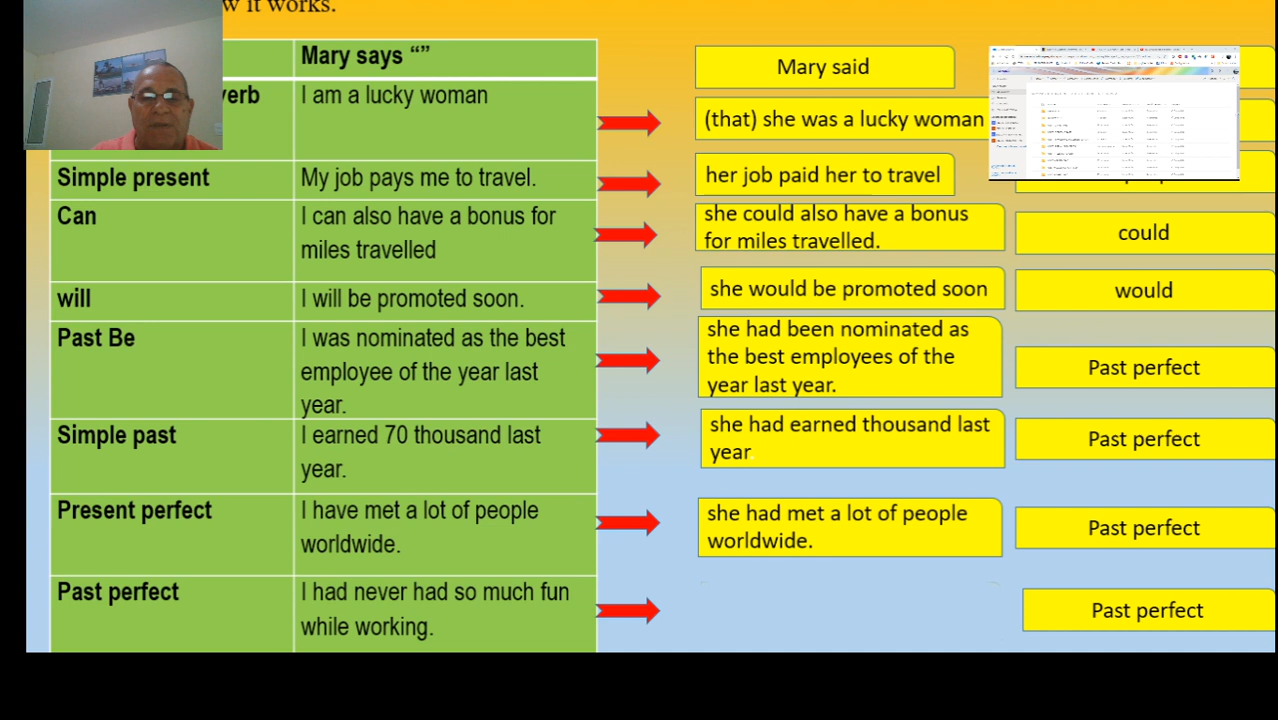 w it works.
Mary says “”
verb
I am a lucky woman
Simple present
My job pays me to travel.
Can
I can also have a bonus for
miles travelled
will
I will be promoted soon.
Past Be
I was nominated as the best
employee of the year last
year.
Simple past
I earned 70 thousand last
year.
Present perfect
I have met a lot of people
worldwide.
Past perfect
I had never had so much fun
while working.
Mary said
(that) she was a lucky woman
her job paid her to travel
she could also have a bonus
for miles travelled.
could
she would be promoted soon
would
she had been nominated as
the best employees of the
year last year.
Past perfect
she had earned thousand last
year.
Past perfect
she had met a lot of people
worldwide.
Past perfect
Past perfect